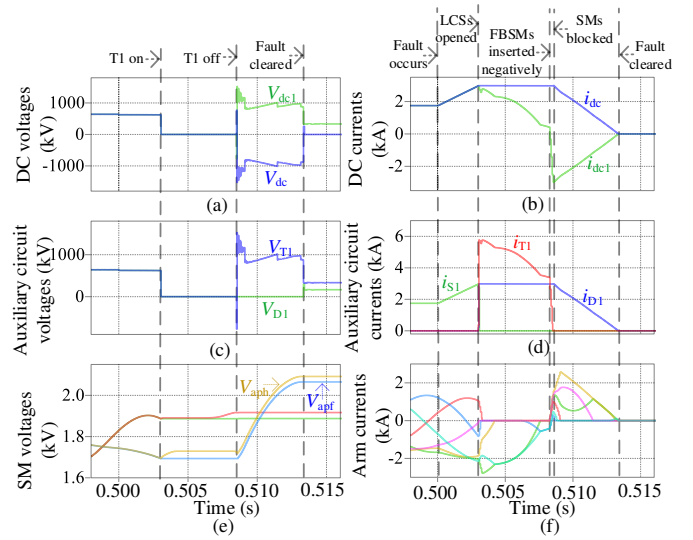 T1 on
T1 off
Fault
cleared
DC voltages
(kV)
1000
0
-1000
Vdc1
Vdc
(a)
Fault
occurs
LCSs
opened
FBSMs
inserted
negatively
SMs
blocked
Fault
cleared
DC currents
(kA)
2
0
-2
idc
idc1
(b)
Auxiliary circuit
voltages (kV)
1000
0
VT1
VD1
(c)
Auxiliary circuit
currents (kA)
6
4
2
0
iT1
iS1
iD1
(d)
SM voltages
(kV)
2.0
1.8
1.6
Vaph
Vapf
0.500
0.505
0.510
0.515
Time (s)
(e)
Arm currents
(kA)
2
0
-2
0.500
0.505
0.510
0.515
Time (s)
(f)